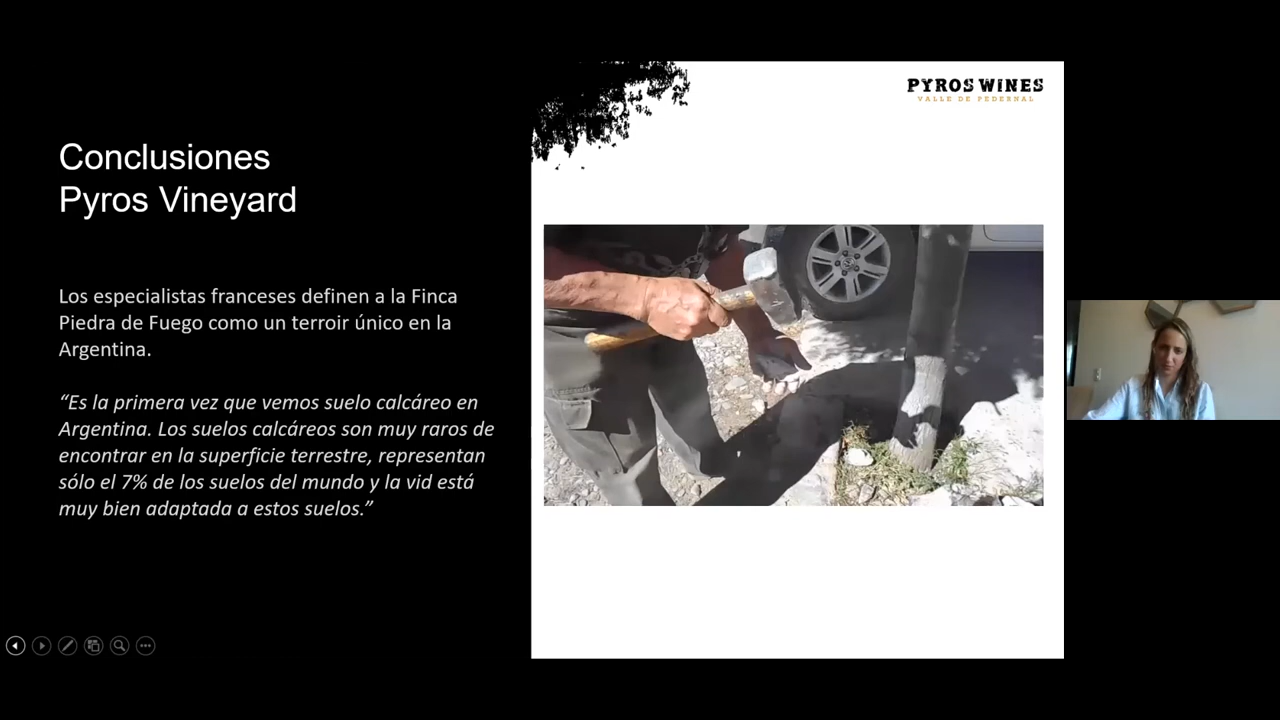 PYROS WINES
VALLE DE PEDERNAL
Conclusiones
Pyros Vineyard
Los especialistas franceses definen a la Finca
Piedra de Fuego como un terroir único en la
Argentina.
“Es la primera vez que vemos suelo calcáreo en
Argentina. Los suelos calcáreos son muy raros de
encontrar en la superficie terrestre, representan
sólo el 7% de los suelos del mundo y la vid está
muy bien adaptada a estos suelos.”